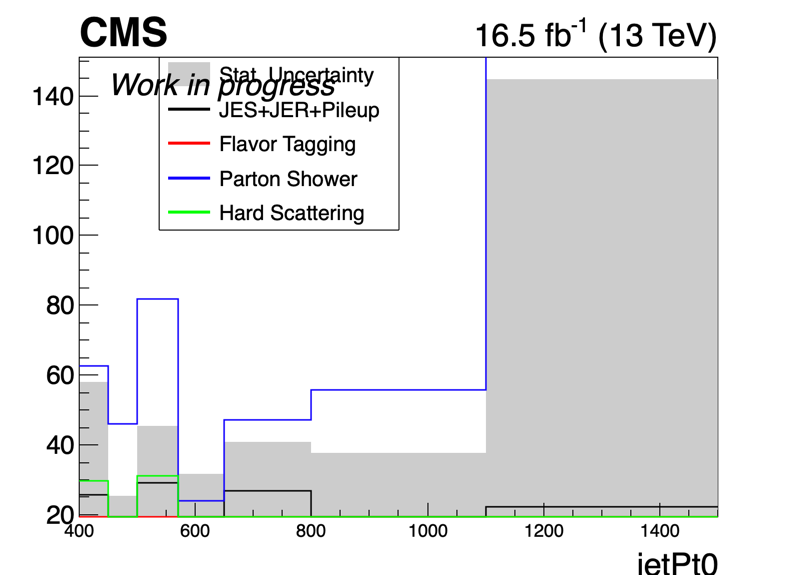 CMS 16.5 fb-1 (13 TeV)
Work in progress
Stat. Uncertainty
JES+JER+Pileup
Flavor Tagging
Parton Shower
Hard Scattering
140
120
100
80
60
40
20
400 600 800 1000 1200 1400
jetPt0